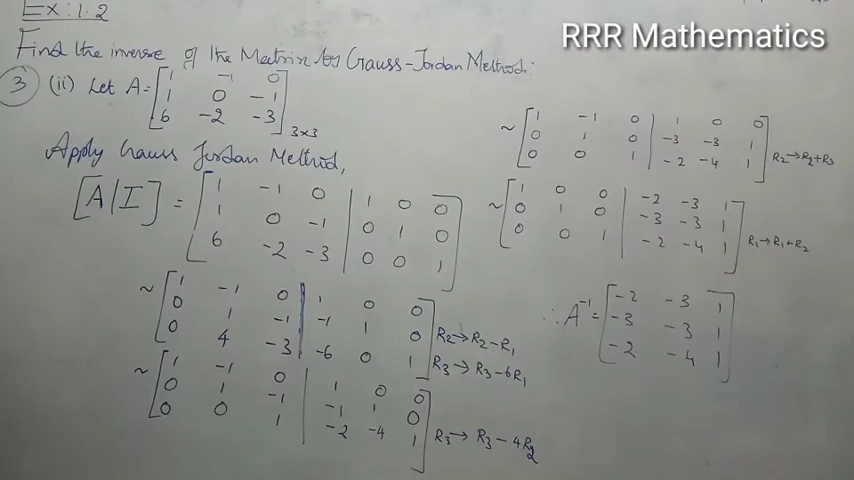 Ex: 1.2
RRR Mathematics
Find the inverse of the Matrix by Gauss-Jordan Method:
3 (ii) Let A = [ 1 -1 0
1 0 -1
6 -2 -3 ] 3×3
Apply Gauss Jordan Method,
[A | I] = [ 1 -1 0 | 1 0 0
1 0 -1 | 0 1 0
6 -2 -3 | 0 0 1 ]
~ [ 1 -1 0 | 1 0 0
0 1 -1 | -1 1 0 R2 → R2 - R1
0 4 -3 | -6 0 1 ] R3 → R3 - 6R1
~ [ 1 -1 0 | 1 0 0
0 1 -1 | -1 1 0
0 0 1 | -2 -4 1 ] R3 → R3 - 4R2
~ [ 1 -1 0 | 1 0 0
0 1 0 | -3 -3 1
0 0 1 | -2 -4 1 ] R2 → R2 + R3
~ [ 1 0 0 | -2 -3 1
0 1 0 | -3 -3 1
0 0 1 | -2 -4 1 ] R1 → R1 + R2
∴ A⁻¹ = [ -2 -3 1
-3 -3 1
-2 -4 1 ]